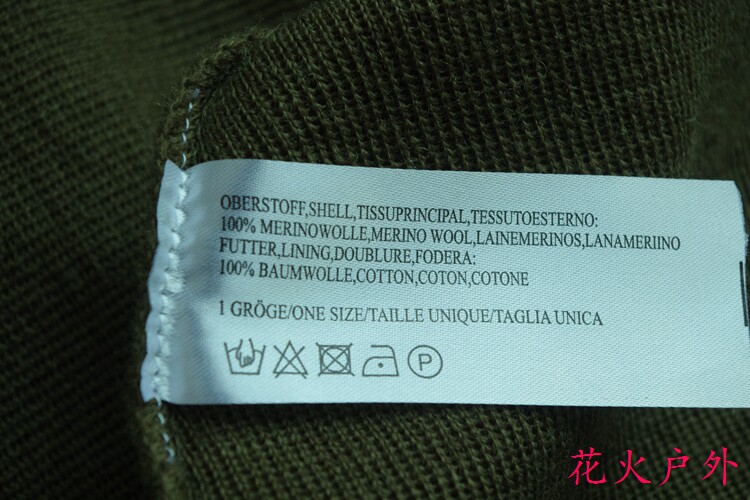 OBERSTOFF,SHELL,TISSUPRINCIPAL,TESSUTOESTERNO:
100% MERINOWOLLE,MERINO WOOL,LAINEMERINOS,LANAMERIINO
FUTTER,LINING,DOUBLURE,FODERA:
100% BAUMWOLLE,COTTON,COTON,COTONE
1 GRÖGE/ONE SIZE/TAILLE UNIQUE/TAGLIA UNICA
P
花火户外